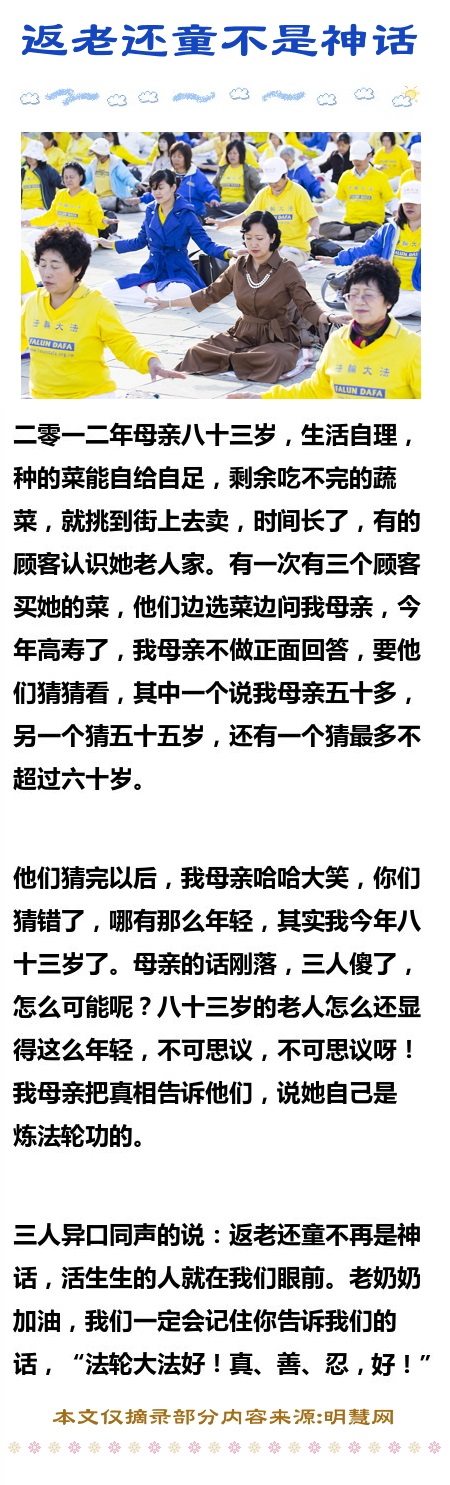 返老还童不是神话
法輪大法
FALUN DAFA
法輪大法
FALUN DAFA
二零一二年母亲八十三岁，生活自理，
种的菜能自给自足，剩余吃不完的蔬
菜，就挑到街上去卖，时间长了，有的
顾客认识她老人家。有一次有三个顾客
买她的菜，他们边选菜边问我母亲，今
年高寿了，我母亲不做正面回答，要他
们猜猜看，其中一个说我母亲五十多，
另一个猜五十五岁，还有一个猜最多不
超过六十岁。
他们猜完以后，我母亲哈哈大笑，你们
猜错了，哪有那么年轻，其实我今年八
十三岁了。母亲的话刚落，三人傻了，
怎么可能呢？八十三岁的老人怎么还显
得这么年轻，不可思议，不可思议呀！
我母亲把真相告诉他们，说她自己是
炼法轮功的。
三人异口同声的说：返老还童不再是神
话，活生生的人就在我们眼前。老奶奶
加油，我们一定会记住你告诉我们的
话，“法轮大法好！真、善、忍，好！”
本文仅摘录部分内容来源:明慧网